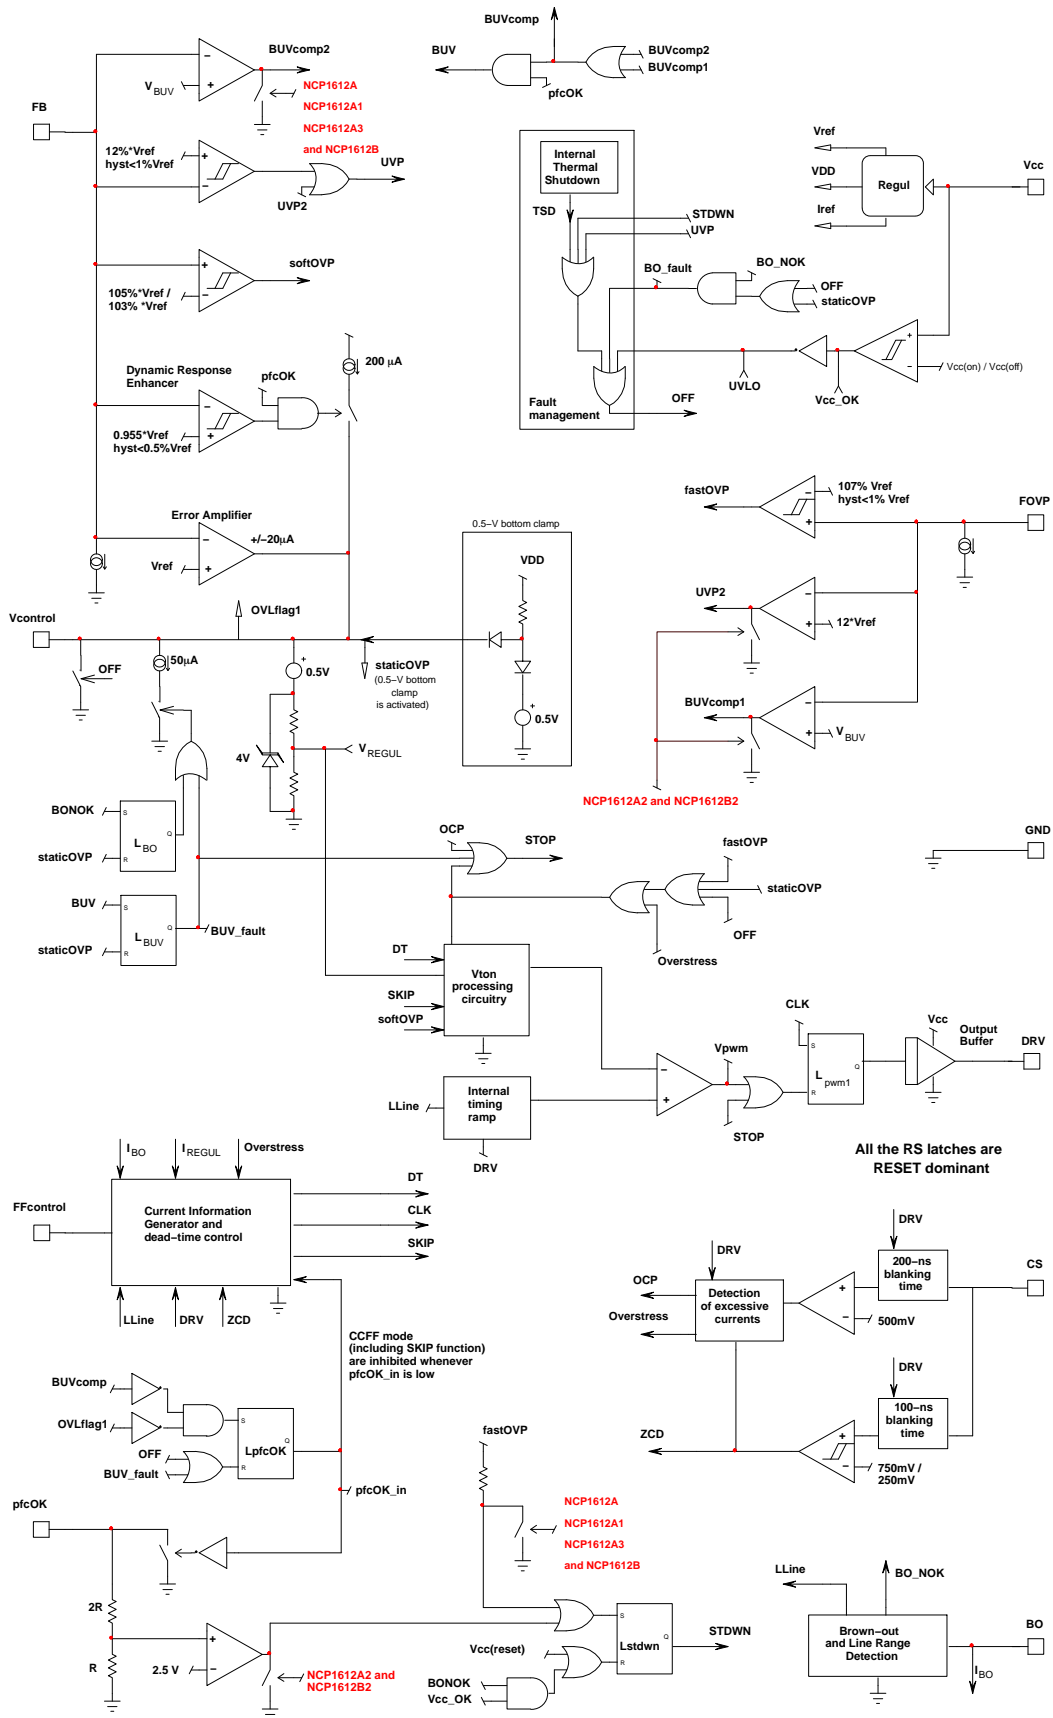 BUVcomp
BUVcomp2
BUV
BUVcomp2
BUVcomp1
pfcOK
V BUV
NCP1612A
NCP1612A1
NCP1612A3
and NCP1612B
FB
12%*Vref
hyst<1%Vref
UVP
UVP2
Internal
Thermal
Shutdown
TSD
STDWN
UVP
Vref
VDD
Iref
Regul
Vcc
softOVP
105%*Vref /
103% *Vref
BO_fault
BO_NOK
OFF
staticOVP
200 µA
Dynamic Response
Enhancer
pfcOK
0.955*Vref
hyst<0.5%Vref
Vcc(on) / Vcc(off)
UVLO
Vcc_OK
OFF
Fault
management
fastOVP
107% Vref
hyst<1% Vref
FOVP
Error Amplifier
+/−20µA
Vref
0.5−V bottom clamp
VDD
0.5V
UVP2
12*Vref
OVLflag1
Vcontrol
OFF
50µA
+
0.5V
staticOVP
(0.5−V bottom
clamp
is activated)
+
BUVcomp1
V BUV
4V
V REGUL
NCP1612A2 and NCP1612B2
BONOK
S
L BO
Q
R
staticOVP
OCP
STOP
fastOVP
GND
staticOVP
OFF
Overstress
BUV
S
L BUV
Q
R
BUV_fault
staticOVP
DT
SKIP
softOVP
Vton
processing
circuitry
CLK
Vcc
Output
Buffer
DRV
Vpwm
S
L pwm1
Q
R
LLine
Internal
timing
ramp
DRV
STOP
All the RS latches are
RESET dominant
I BO
I REGUL
Overstress
FFcontrol
Current Information
Generator and
dead−time control
DT
CLK
SKIP
LLine
DRV
ZCD
DRV
DRV
OCP
Overstress
Detection
of excessive
currents
200−ns
blanking
time
CS
500mV
CCFF mode
(including SKIP function)
are inhibited whenever
pfcOK_in is low
DRV
100−ns
blanking
time
ZCD
750mV /
250mV
BUVcomp
OVLflag1
OFF
BUV_fault
S
LpfcOK
Q
R
pfcOK_in
fastOVP
NCP1612A
NCP1612A1
NCP1612A3
and NCP1612B
pfcOK
2R
R
2.5 V
NCP1612A2 and
NCP1612B2
Vcc(reset)
BONOK
Vcc_OK
S
Lstdwn
Q
R
STDWN
LLine
BO_NOK
Brown−out
and Line Range
Detection
BO
I BO